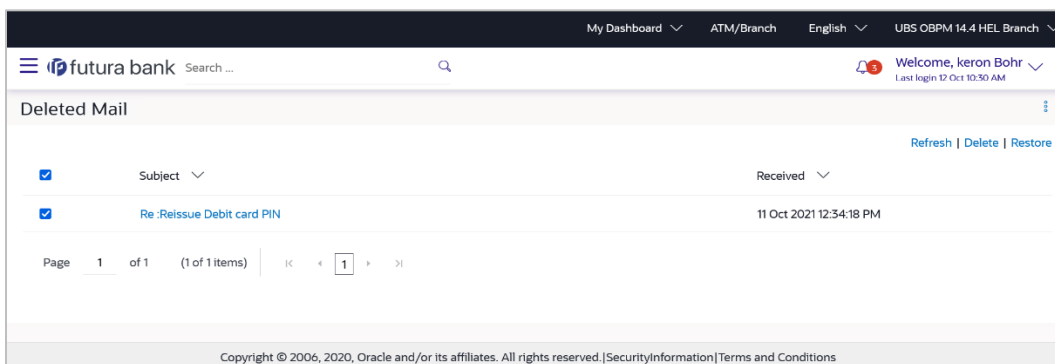 My Dashboard ATM/Branch English UBS OBPM 14.4 HEL Branch
futura bank Search ... 3 Welcome, keron Bohr
Last login 12 Oct 10:30 AM
Deleted Mail
Refresh | Delete | Restore
Subject Received
Re :Reissue Debit card PIN 11 Oct 2021 12:34:18 PM
Page 1 of 1 (1 of 1 items) 1
Copyright © 2006, 2020, Oracle and/or its affiliates. All rights reserved.|SecurityInformation|Terms and Conditions